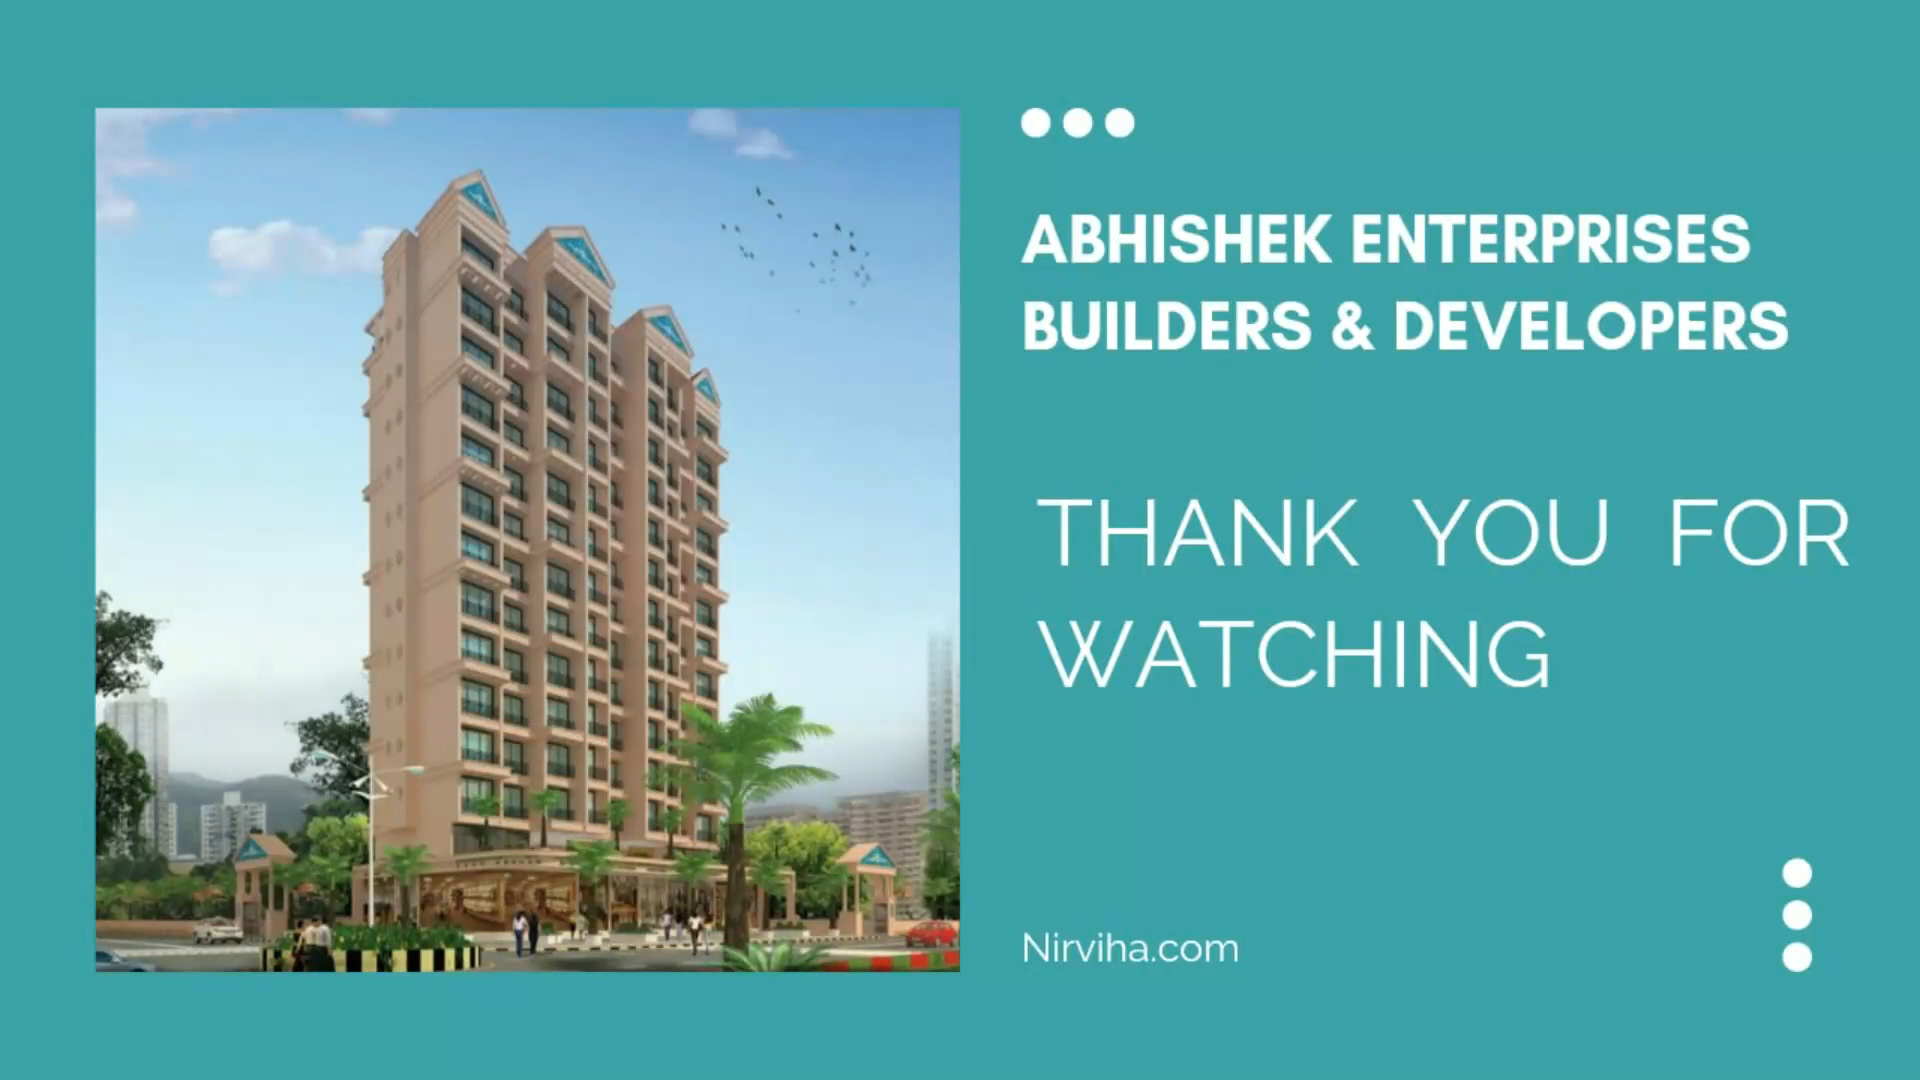 ABHISHEK ENTERPRISES
BUILDERS & DEVELOPERS
THANK YOU FOR
WATCHING
Nirviha.com